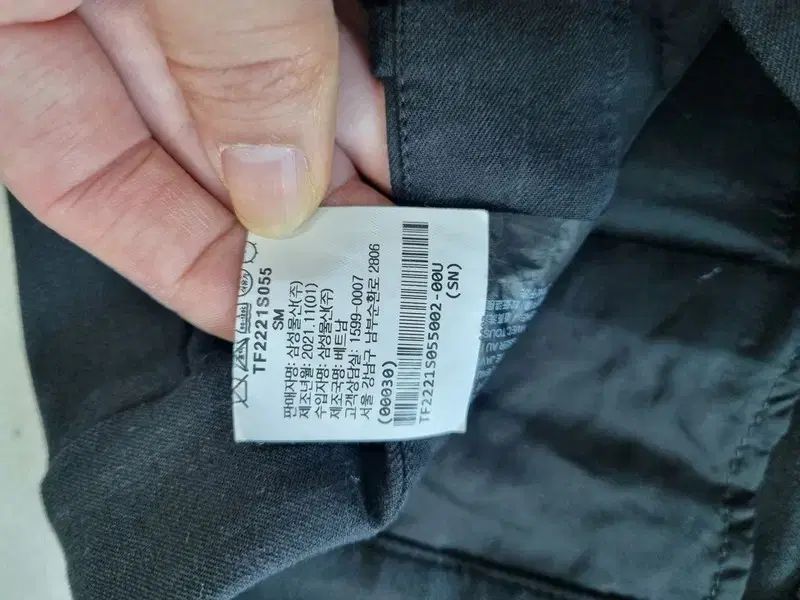 TF2221S055
SM
판매자명: 삼성물산(주)
제조년월: 2021.11(01)
수입자명: 삼성물산(주)
제조국명: 베트남
고객상담실: 1599-0007
서울 강남구 남부순환로 2806
(00030)
TF2221S055002-00U
(SN)